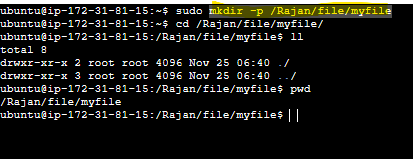 ubuntu@ip-172-31-81-15:~$ sudo mkdir -p /Rajan/file/myfile
ubuntu@ip-172-31-81-15:~$ cd /Rajan/file/myfile/
ubuntu@ip-172-31-81-15:/Rajan/file/myfile$ ll
total 8
drwxr-xr-x 2 root root 4096 Nov 25 06:40 ./
drwxr-xr-x 3 root root 4096 Nov 25 06:40 ../
ubuntu@ip-172-31-81-15:/Rajan/file/myfile$ pwd
/Rajan/file/myfile
ubuntu@ip-172-31-81-15:/Rajan/file/myfile$